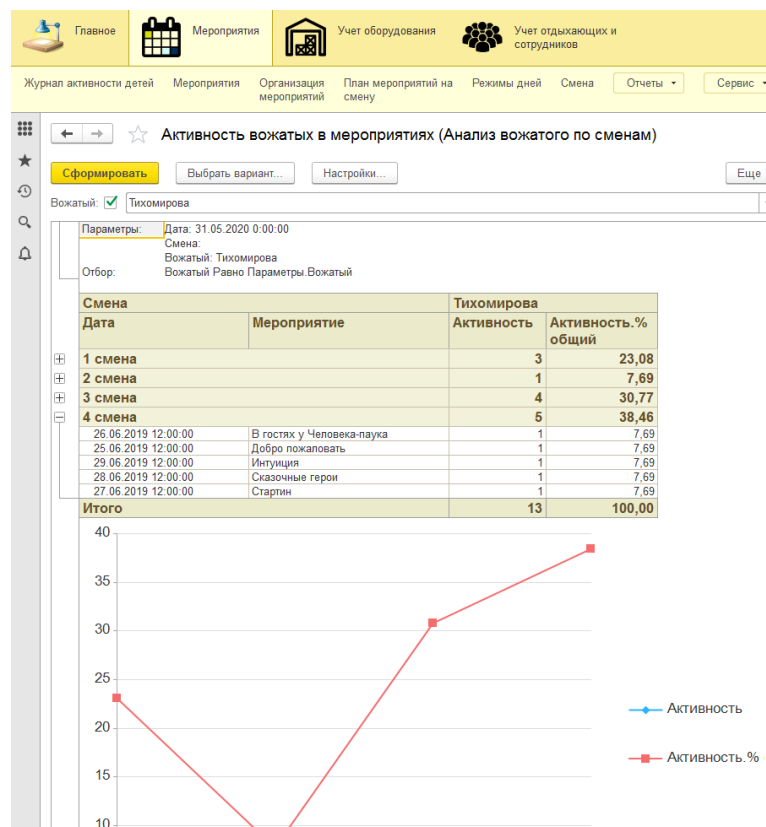 Главное Мероприятия Учет оборудования Учет отдыхающих и
сотрудников
Журнал активности детей Мероприятия Организация План мероприятий на Режимы дней Смена Отчеты Сервис
мероприятий смену
Активность вожатых в мероприятиях (Анализ вожатого по сменам)
Сформировать Выбрать вариант... Настройки... Еще
Вожатый: Тихомирова
Параметры: Дата: 31.05.2020 0:00:00
Смена:
Вожатый: Тихомирова
Отбор: Вожатый Равно Параметры.Вожатый
Смена Тихомирова
Дата Мероприятие Активность Активность.%
общий
1 смена 3 23,08
2 смена 1 7,69
3 смена 4 30,77
4 смена 5 38,46
26.06.2019 12:00:00 В гостях у Человека-паука 1 7,69
25.06.2019 12:00:00 Добро пожаловать 1 7,69
29.06.2019 12:00:00 Интуиция 1 7,69
28.06.2019 12:00:00 Сказочные герои 1 7,69
27.06.2019 12:00:00 Стартин 1 7,69
Итого 13 100,00
40
35
30
25
20
15
10
Активность
Активность.%